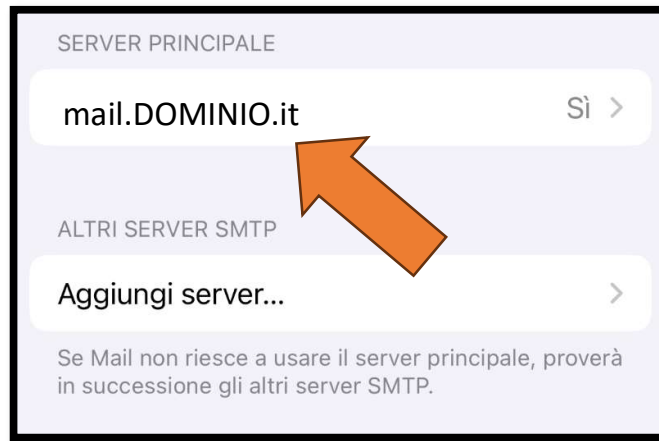 SERVER PRINCIPALE
mail.DOMINIO.it Sì >
ALTRI SERVER SMTP
Aggiungi server... >
Se Mail non riesce a usare il server principale, proverà
in successione gli altri server SMTP.